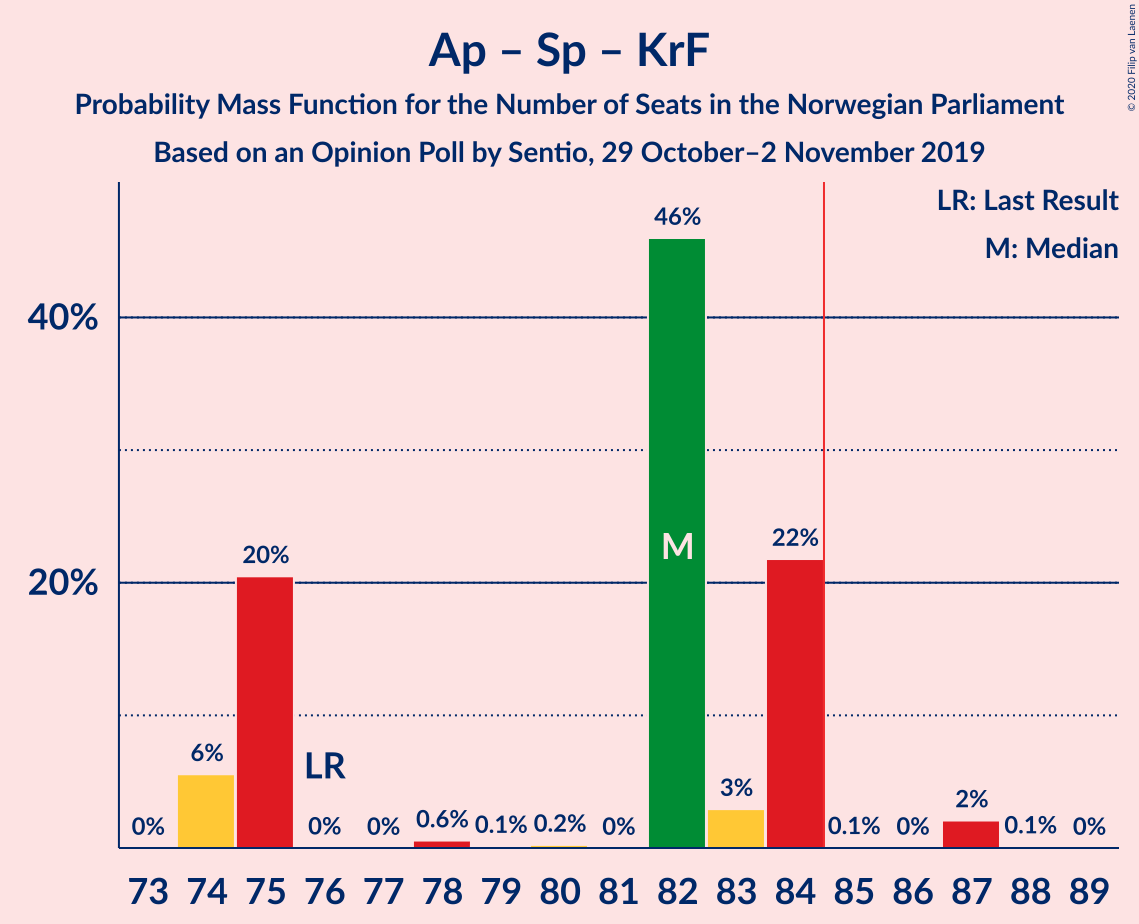 Ap – Sp – KrF
Probability Mass Function for the Number of Seats in the Norwegian Parliament
Based on an Opinion Poll by Sentio, 29 October–2 November 2019
© 2020 Filip van Laenen
LR: Last Result
M: Median
40%
20%
0%
6%
20%
LR
0%
0%
0.6%
0.1%
0.2%
0%
46%
M
3%
22%
0.1%
0%
2%
0.1%
0%
73 74 75 76 77 78 79 80 81 82 83 84 85 86 87 88 89